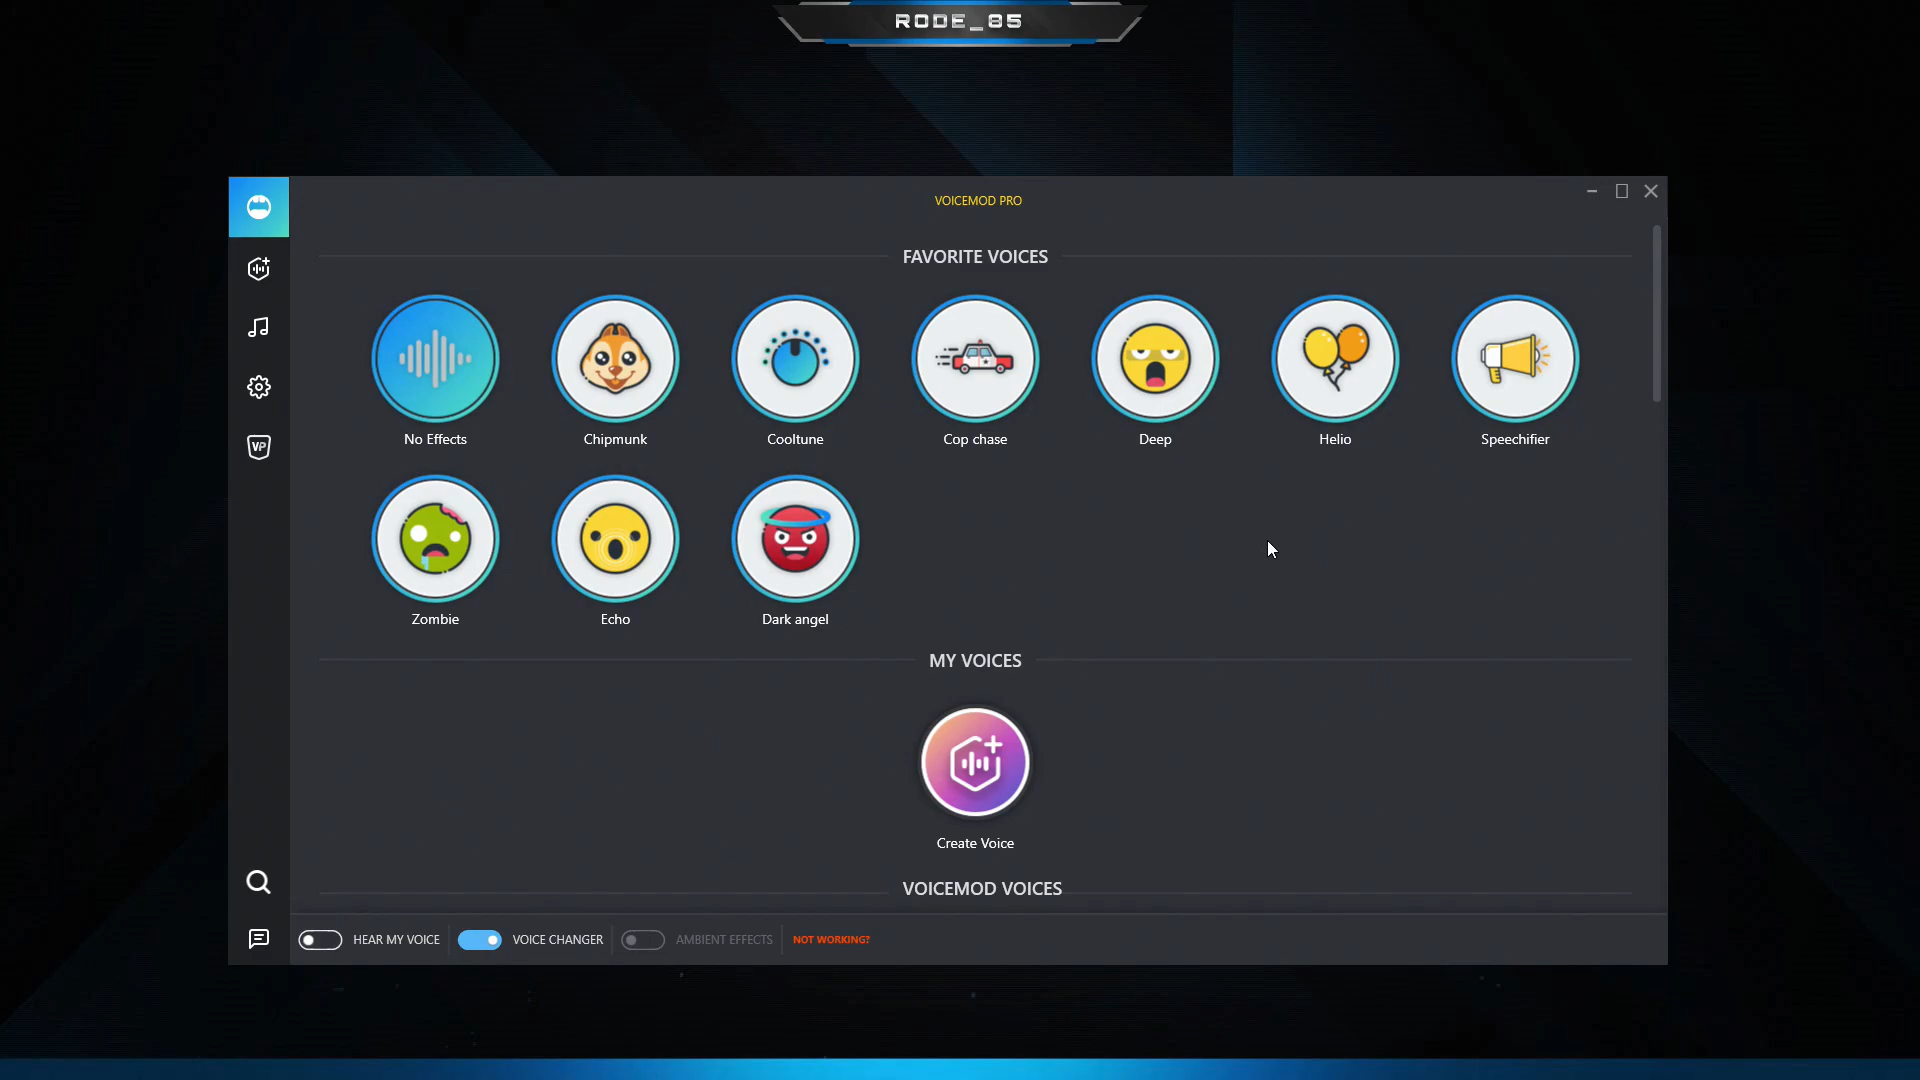 RODE_85
VOICEMOD PRO
FAVORITE VOICES
No Effects
Chipmunk
Cooltune
Cop chase
Deep
Helio
Speechifier
Zombie
Echo
Dark angel
MY VOICES
Create Voice
VOICEMOD VOICES
VP
HEAR MY VOICE
VOICE CHANGER
AMBIENT EFFECTS
NOT WORKING?